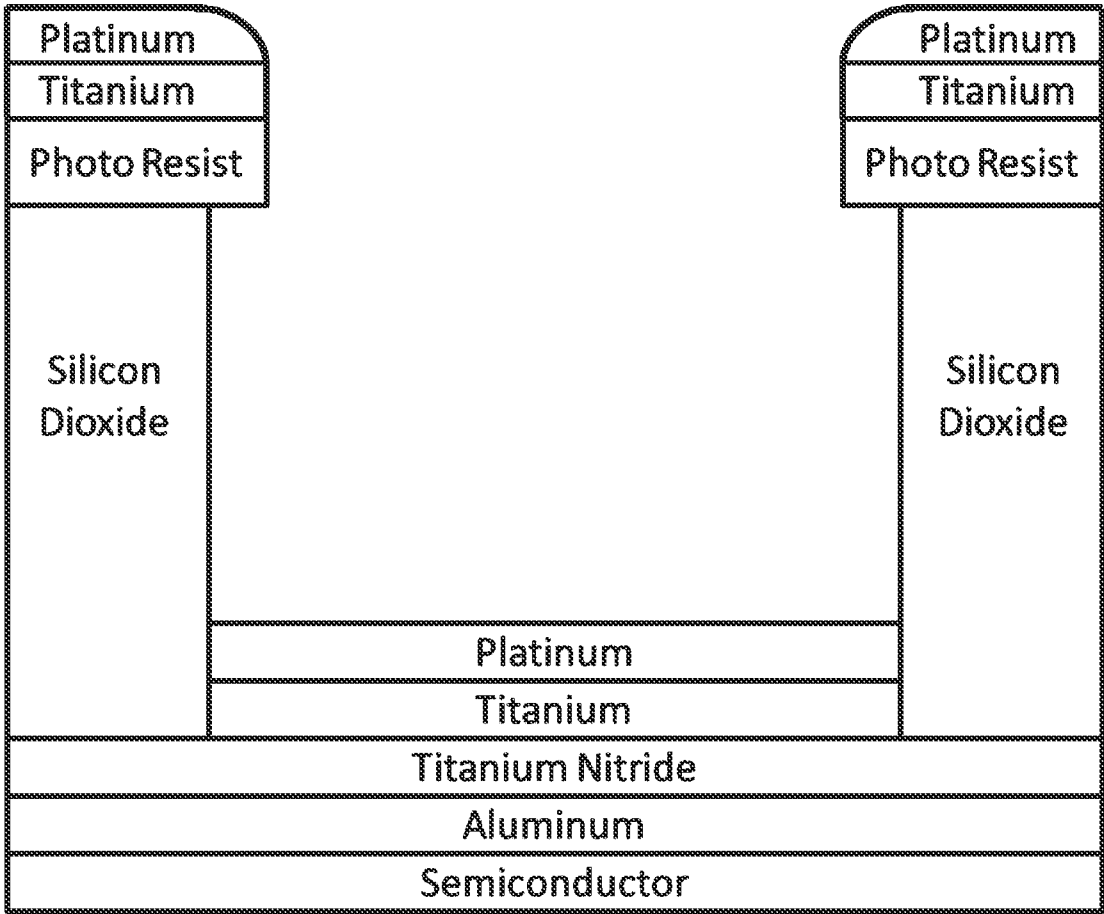 Platinum
Platinum
Titanium
Titanium
Photo Resist
Photo Resist
Silicon
Dioxide
Silicon
Dioxide
Platinum
Titanium
Titanium Nitride
Aluminum
Semiconductor